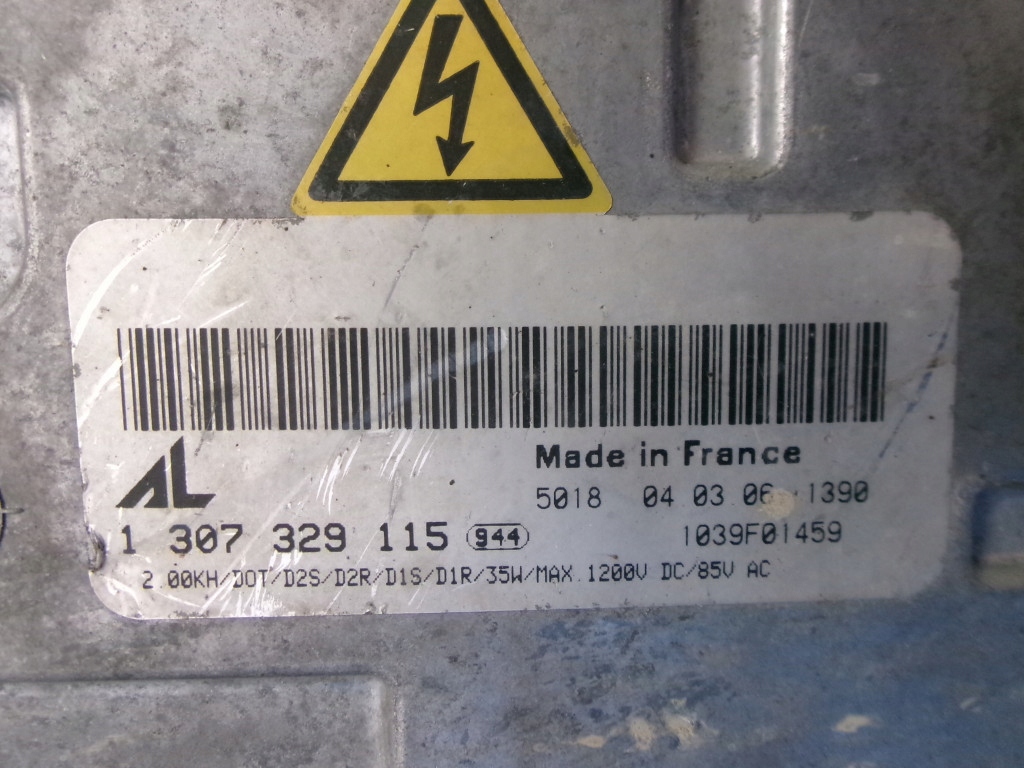 AL
Made in France
5018 04 03 06 1390
1 307 329 115 944
1039F01459
2.00KH/DOT/D2S/D2R/D1S/D1R/35W/MAX.1200V DC/85V AC